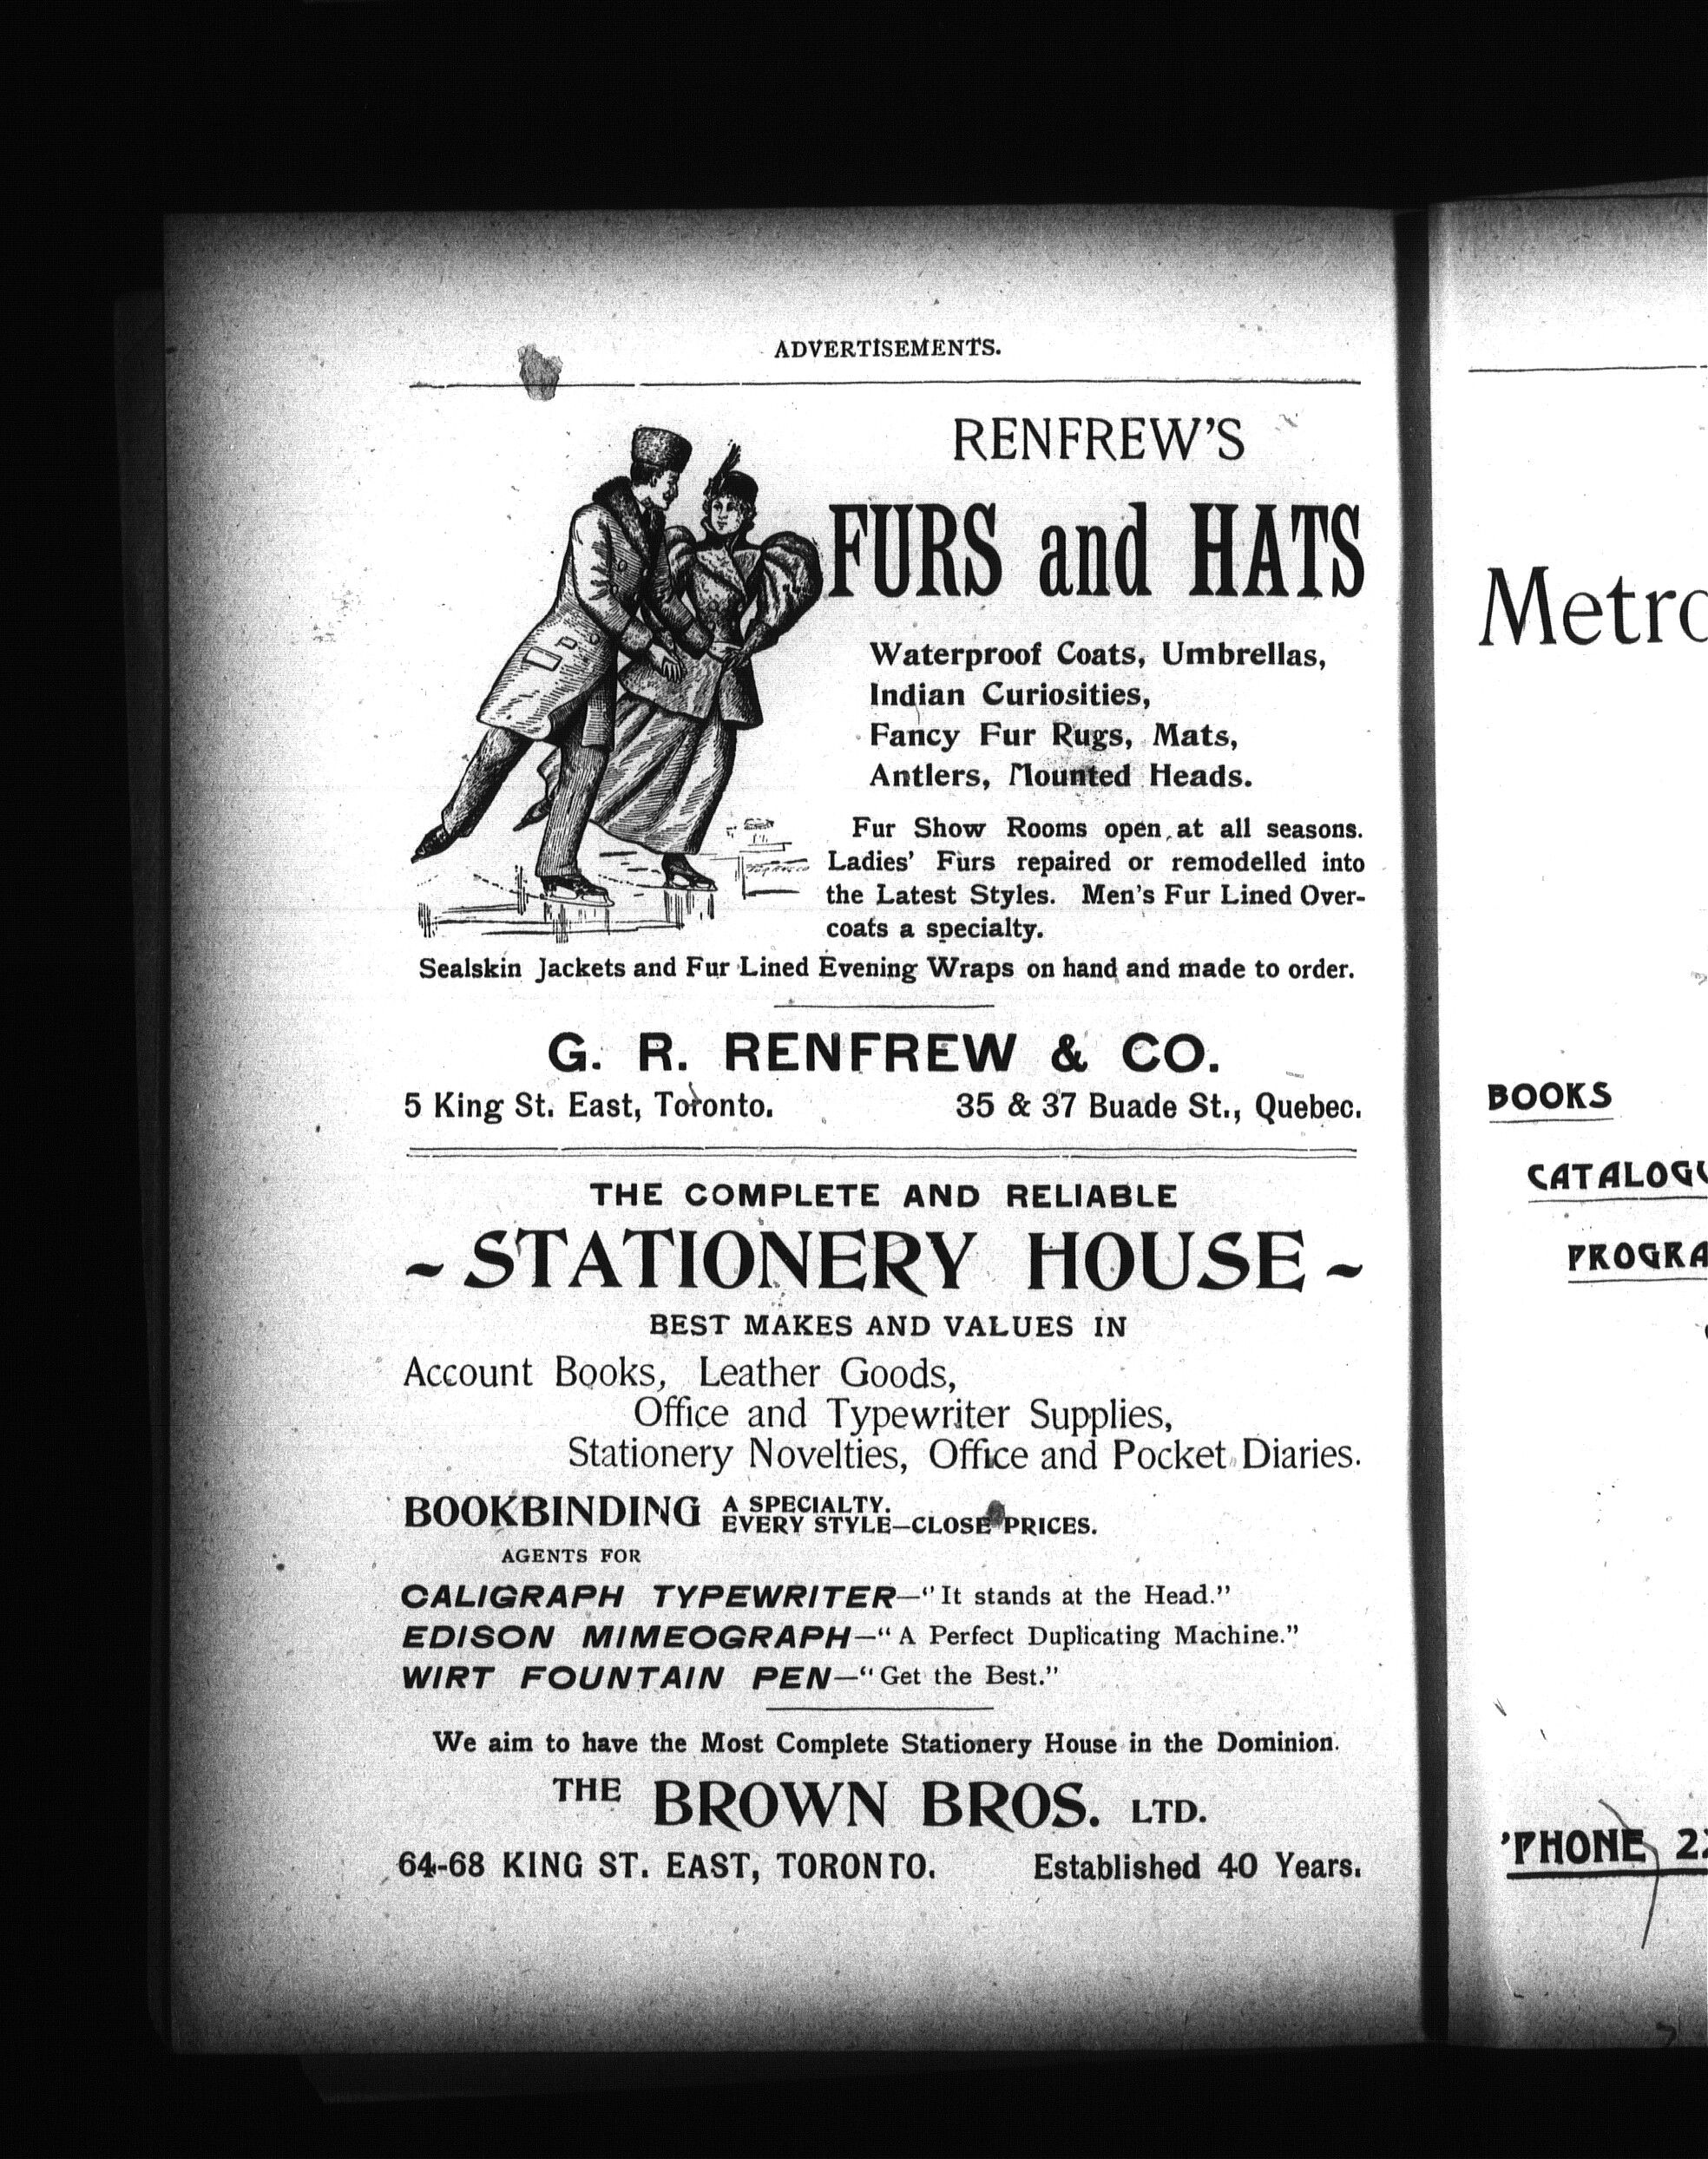 ADVERTISEMENTS.
RENFREW'S
FURS and HATS
Waterproof Coats, Umbrellas,
Indian Curiosities,
Fancy Fur Rugs, Mats,
Antlers, Mounted Heads.
Fur Show Rooms open at all seasons.
Ladies' Furs repaired or remodelled into
the Latest Styles. Men's Fur Lined Over-
coats a specialty.
Sealskin Jackets and Fur Lined Evening Wraps on hand and made to order.
G. R. RENFREW & CO.
5 King St. East, Toronto. 35 & 37 Buade St., Quebec.
THE COMPLETE AND RELIABLE
~ STATIONERY HOUSE ~
BEST MAKES AND VALUES IN
Account Books, Leather Goods,
Office and Typewriter Supplies,
Stationery Novelties, Office and Pocket Diaries.
BOOKBINDING A SPECIALTY.
EVERY STYLE—CLOSE PRICES.
AGENTS FOR
CALIGRAPH TYPEWRITER—"It stands at the Head."
EDISON MIMEOGRAPH—"A Perfect Duplicating Machine."
WIRT FOUNTAIN PEN—"Get the Best."
We aim to have the Most Complete Stationery House in the Dominion.
THE BROWN BROS. LTD.
64-68 KING ST. EAST, TORONTO. Established 40 Years.
BOOKS
'PHONE